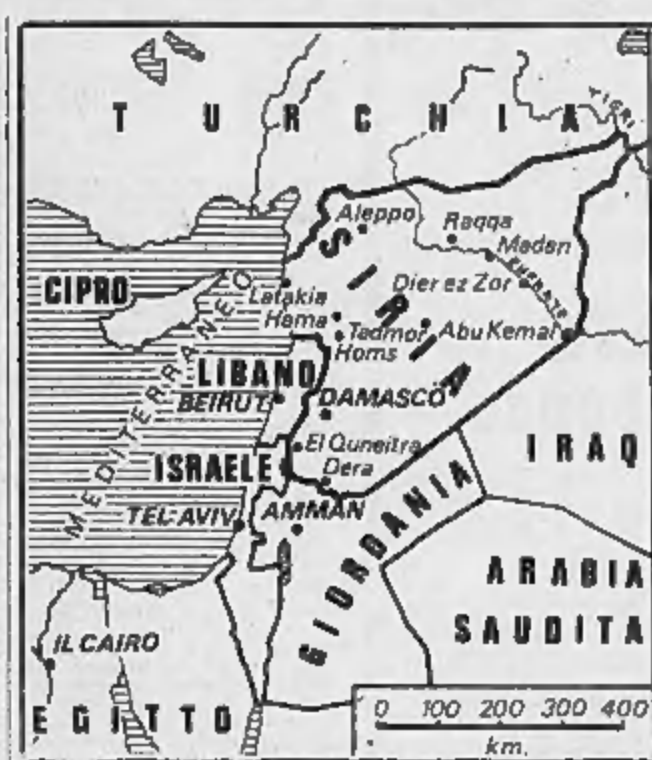 TURCHIA
TIGRI
Aleppo
Raqqa
Madan
SIRIA
EUFRATE
CIPRO
Latakia
Dier ez Zor
Hama
Tadmor
Abu Kemal
Homs
MEDITERRANEO
LIBANO
BEIRUT
DAMASCO
El Quneitra
IRAQ
ISRAELE
Dera
TEL-AVIV
AMMAN
GIORDANIA
ARABIA
SAUDITA
IL CAIRO
EGITTO
0 100 200 300 400
km.